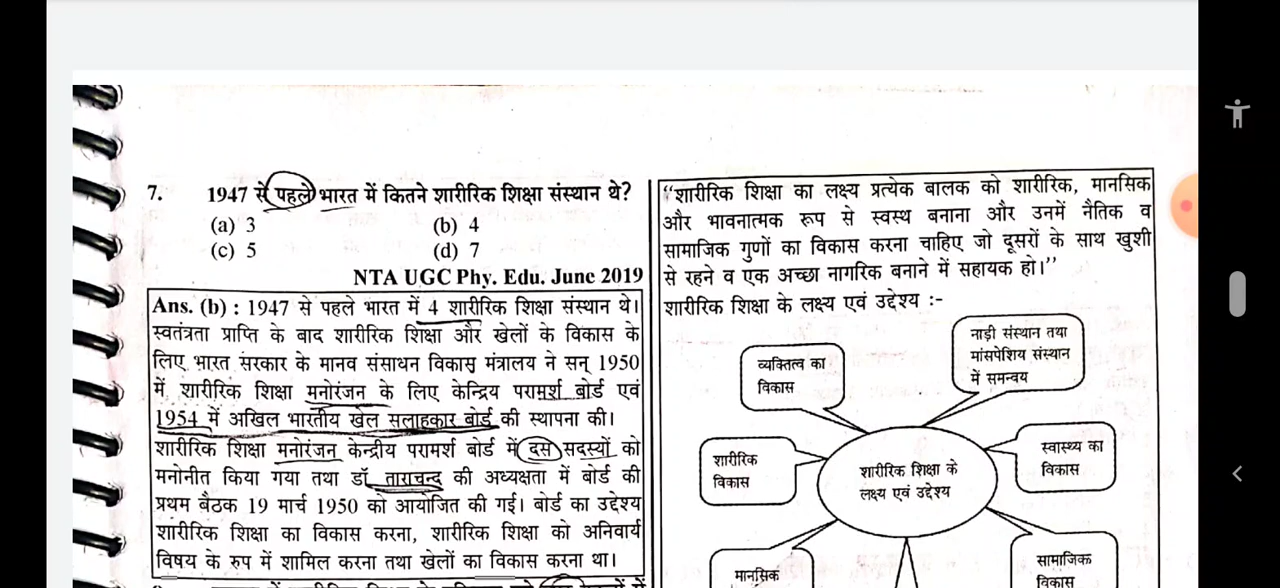 7. 1947 से पहले भारत में कितने शारीरिक शिक्षा संस्थान थे?
(a) 3 (b) 4
(c) 5 (d) 7
NTA UGC Phy. Edu. June 2019
Ans. (b) : 1947 से पहले भारत में 4 शारीरिक शिक्षा संस्थान थे।
स्वतंत्रता प्राप्ति के बाद शारीरिक शिक्षा और खेलों के विकास के
लिए भारत सरकार के मानव संसाधन विकास मंत्रालय ने सन् 1950
में शारीरिक शिक्षा मनोरंजन के लिए केन्द्रिय परामर्श बोर्ड एवं
1954 में अखिल भारतीय खेल सलाहकार बोर्ड की स्थापना की।
शारीरिक शिक्षा मनोरंजन केन्द्रीय परामर्श बोर्ड में दस सदस्यों को
मनोनीत किया गया तथा डॉ ताराचन्द की अध्यक्षता में बोर्ड की
प्रथम बैठक 19 मार्च 1950 को आयोजित की गई। बोर्ड का उद्देश्य
शारीरिक शिक्षा का विकास करना, शारीरिक शिक्षा को अनिवार्य
विषय के रुप में शामिल करना तथा खेलों का विकास करना था।
"शारीरिक शिक्षा का लक्ष्य प्रत्येक बालक को शारीरिक, मानसिक
और भावनात्मक रूप से स्वस्थ बनाना और उनमें नैतिक व
सामाजिक गुणों का विकास करना चाहिए जो दूसरों के साथ खुशी
से रहने व एक अच्छा नागरिक बनाने में सहायक हो।"
शारीरिक शिक्षा के लक्ष्य एवं उद्देश्य :-
व्यक्तित्व का
विकास
नाड़ी संस्थान तथा
मांसपेशिय संस्थान
में समन्वय
शारीरिक
विकास
शारीरिक शिक्षा के
लक्ष्य एवं उद्देश्य
स्वास्थ्य का
विकास
मानसिक
सामाजिक
विकास